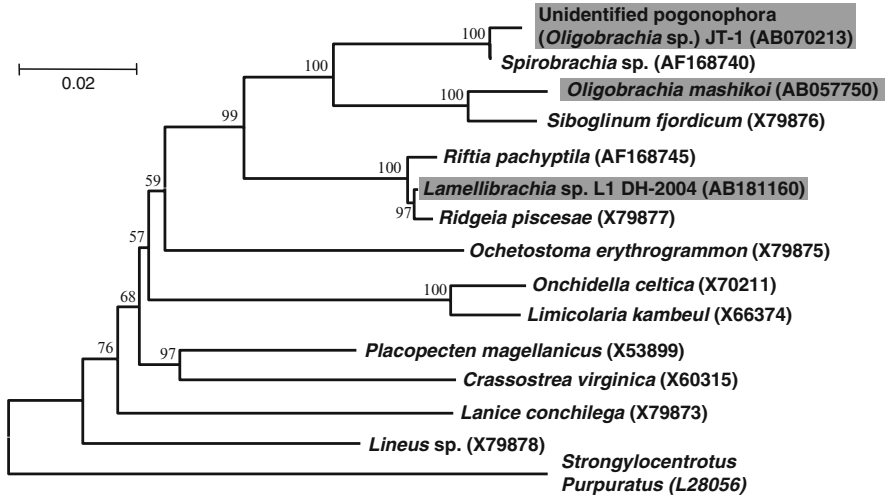 Unidentified pogonophora
(Oligobrachia sp.) JT-1 (AB070213)
100
Spirobrachia sp. (AF168740)
0.02
100
Oligobrachia mashikoi (AB057750)
100
Siboglinum fjordicum (X79876)
99
Riftia pachyptila (AF168745)
100
Lamellibrachia sp. L1 DH-2004 (AB181160)
97
Ridgeia piscesae (X79877)
59
Ochetostoma erythrogrammon (X79875)
57
Onchidella celtica (X70211)
100
Limicolaria kambeul (X66374)
68
Placopecten magellanicus (X53899)
97
Crassostrea virginica (X60315)
76
Lanice conchilega (X79873)
Lineus sp. (X79878)
Strongylocentrotus
Purpuratus (L28056)